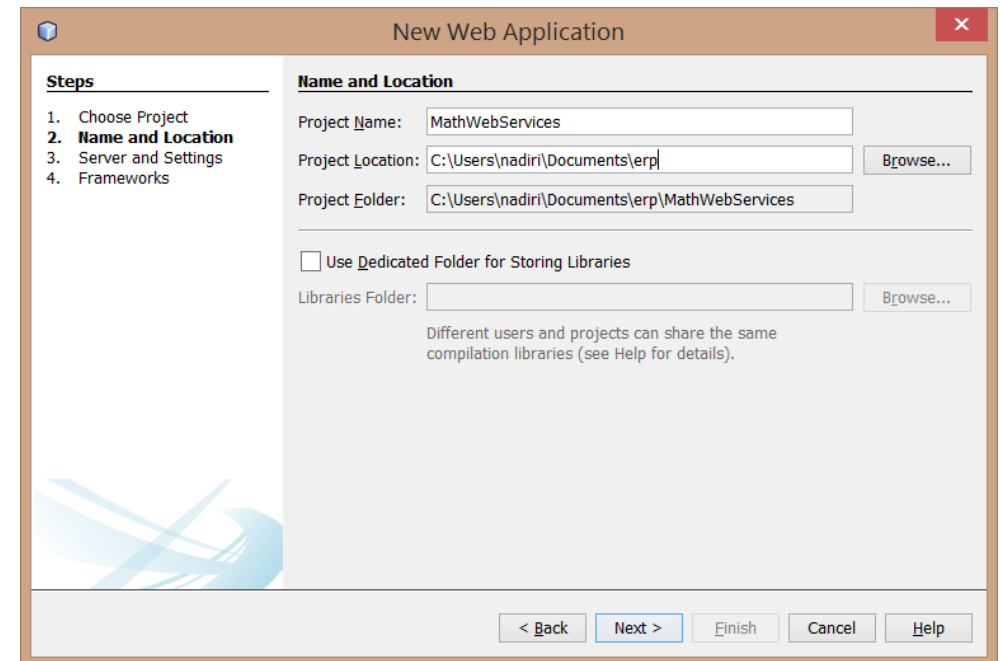 New Web Application
x
Steps
1. Choose Project
2. Name and Location
3. Server and Settings
4. Frameworks
Name and Location
Project Name: MathWebServices
Project Location: C:\Users\nadiri\Documents\erp Browse...
Project Folder: C:\Users\nadiri\Documents\erp\MathWebServices
Use Dedicated Folder for Storing Libraries
Libraries Folder: Browse...
Different users and projects can share the same
compilation libraries (see Help for details).
< Back Next > Finish Cancel Help